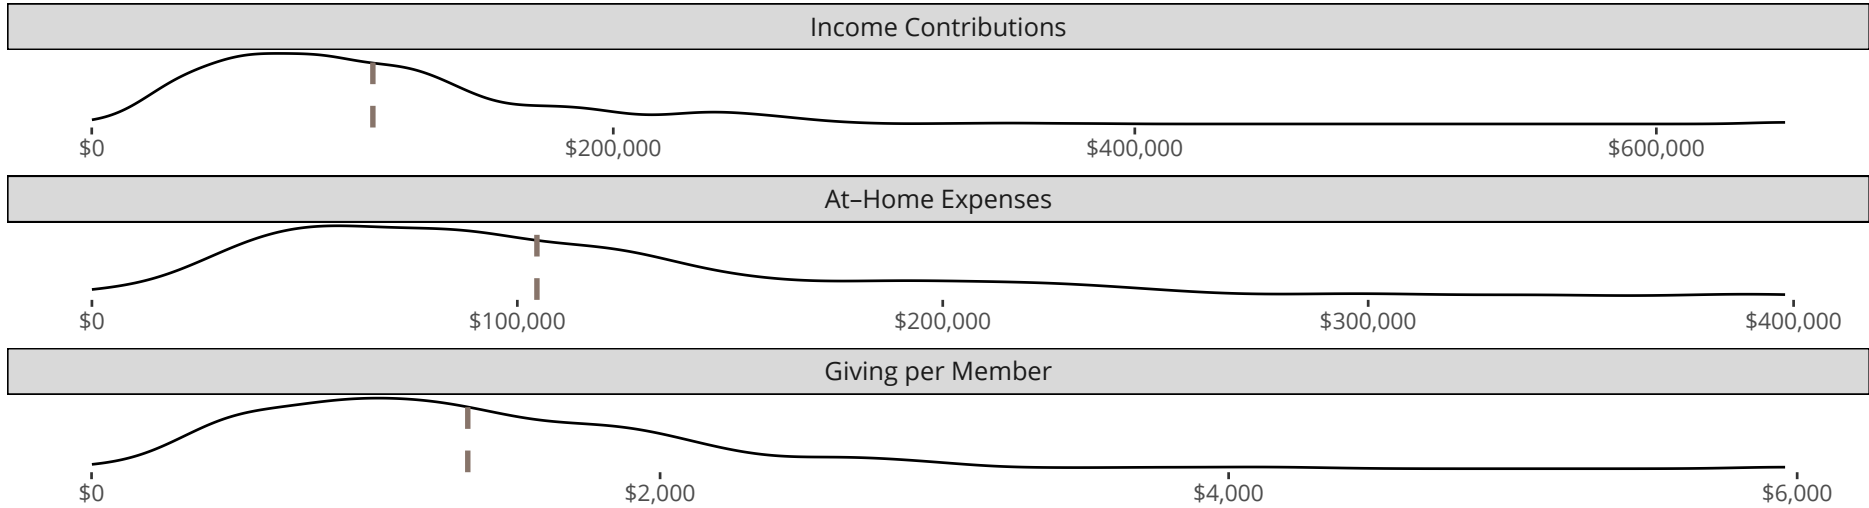 Income Contributions
$0 $200,000 $400,000 $600,000
At–Home Expenses
$0 $100,000 $200,000 $300,000 $400,000
Giving per Member
$0 $2,000 $4,000 $6,000